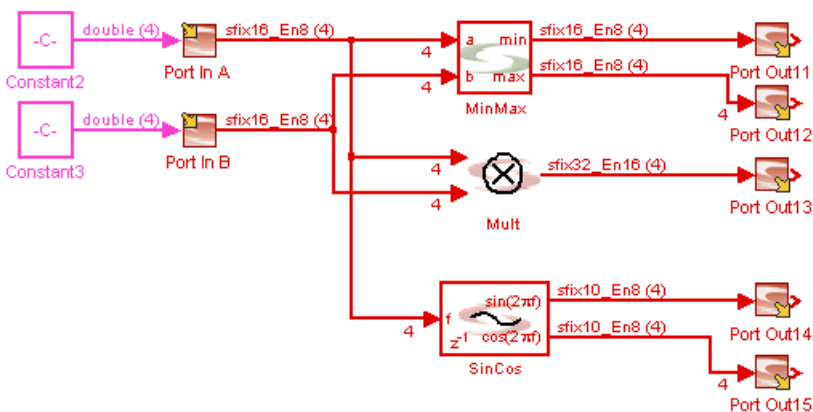 -C-
double (4)
Constant2
Port In A
sfix16_En8 (4)
4
a
min
4
b
max
MinMax
sfix16_En8 (4)
Port Out11
sfix16_En8 (4)
4
Port Out12
-C-
double (4)
Constant3
Port In B
sfix16_En8 (4)
4
4
Mult
sfix32_En16 (4)
Port Out13
4
f
sin(2πf)
z-1
cos(2πf)
SinCos
sfix10_En8 (4)
Port Out14
sfix10_En8 (4)
4
Port Out15